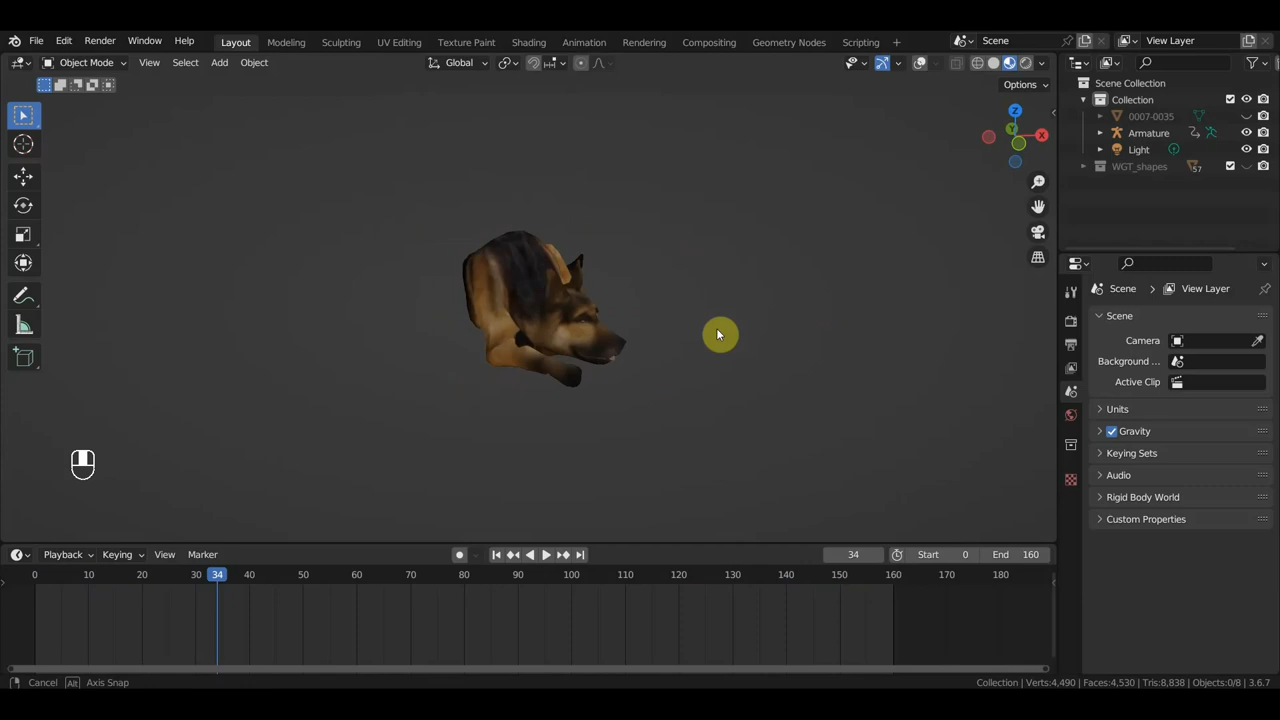 File Edit Render Window Help Layout Modeling Sculpting UV Editing Texture Paint Shading Animation Rendering Compositing Geometry Nodes Scripting + Scene View Layer
Object Mode View Select Add Object Global
Options
Z
Y
X
Scene Collection
Collection
0007-0035
Armature
Light
WGT_shapes 57
Scene View Layer
Scene
Camera
Background ...
Active Clip
Units
Gravity
Keying Sets
Audio
Rigid Body World
Custom Properties
Playback Keying View Marker 34 Start 0 End 160
0 10 20 30 34 40 50 60 70 80 90 100 110 120 130 140 150 160 170 180
Cancel Alt Axis Snap Collection | Verts:4,490 | Faces:4,530 | Tris:8,838 | Objects:0/8 | 3.6.7